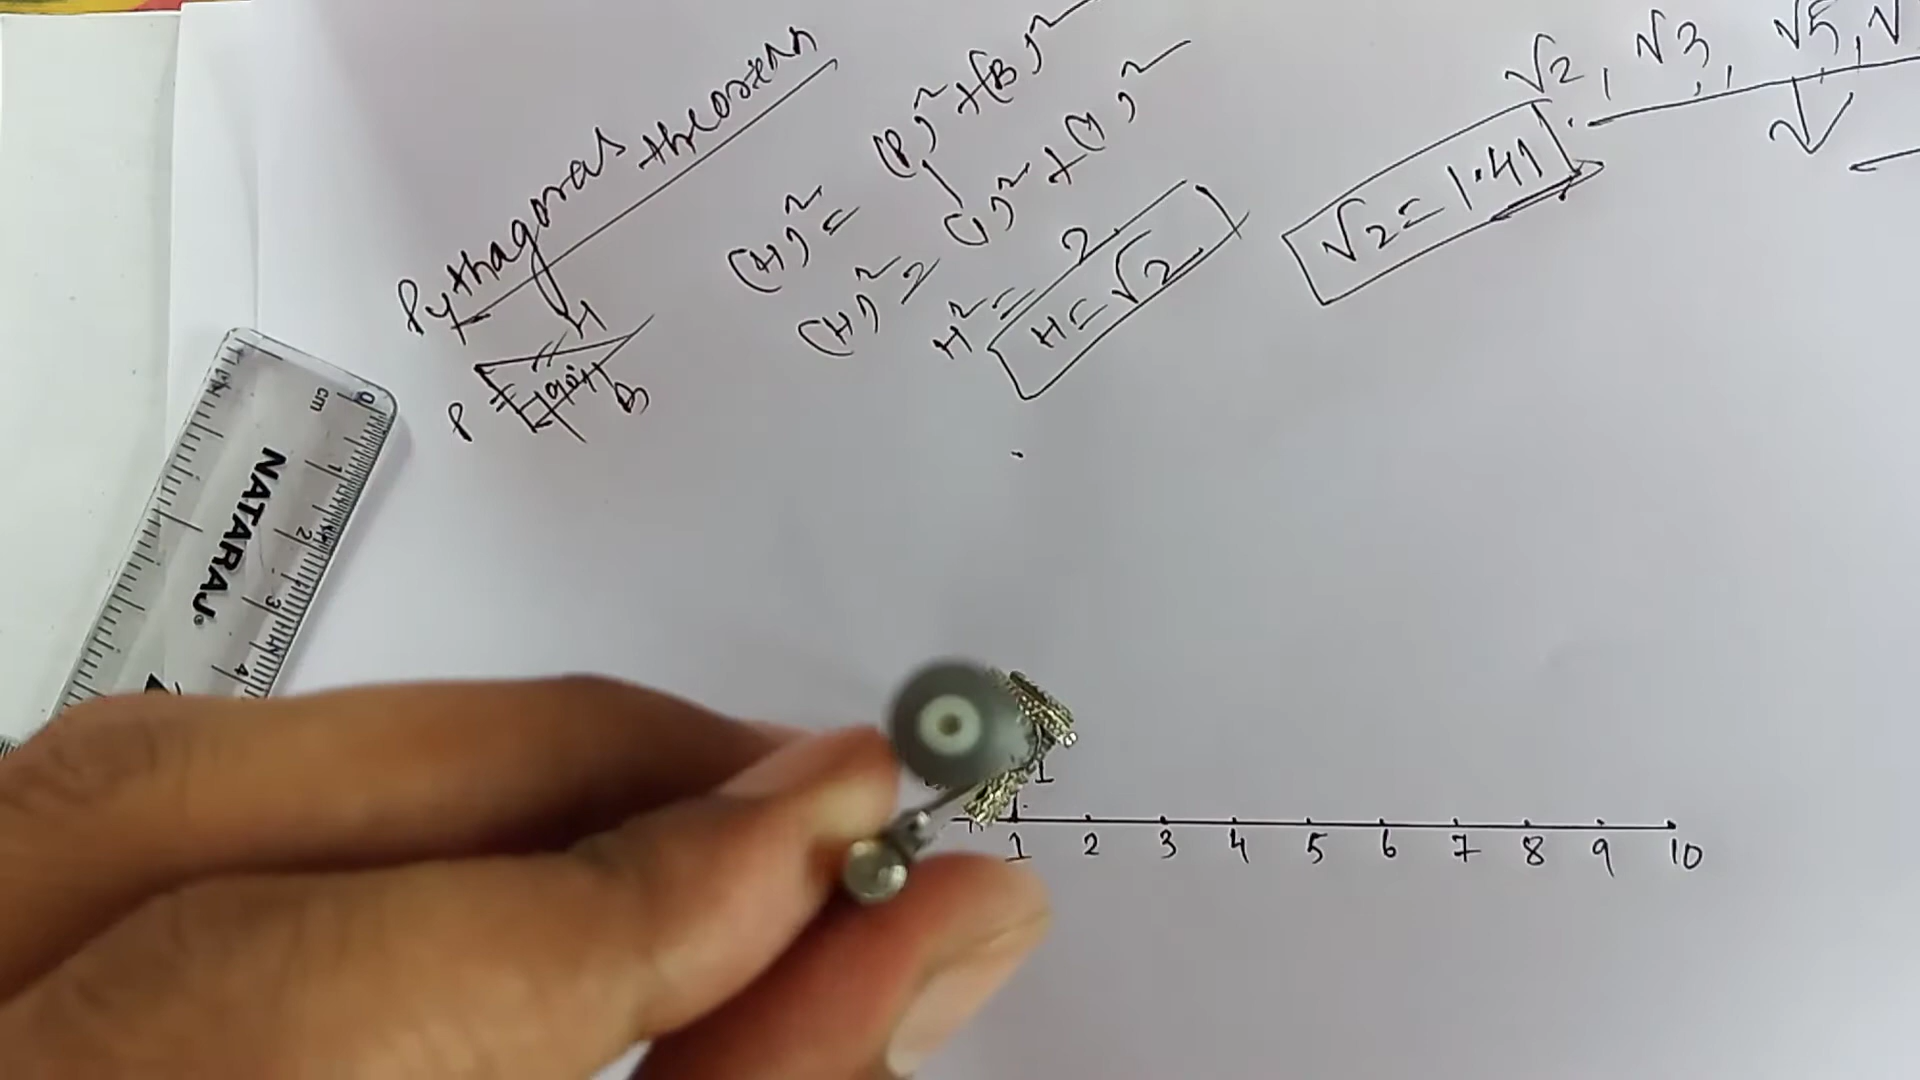 Pythagoras theorem
(H)² = (P)² + (B)²
(H)² = (1)² + (1)²
H² = 2
H = √2
H
P
90°
B
√2, √3, √5, √
√2 = 1.41
cm
0 1 2 3 4
NATARAJ®
1
1 2 3 4 5 6 7 8 9 10